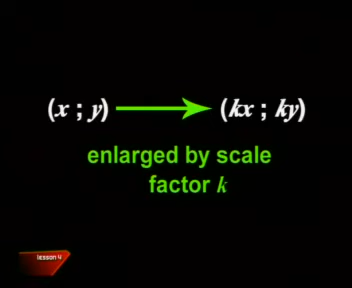 (x ; y) → (kx ; ky)
enlarged by scale
factor k
lesson 4